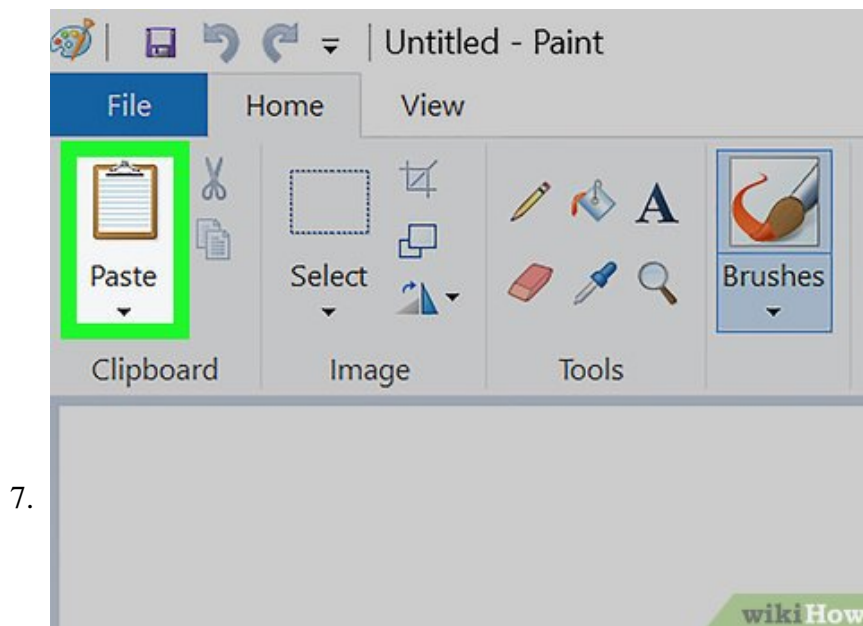 Untitled - Paint
File Home View
Paste Select A Brushes
Clipboard Image Tools
7.
wikiHow